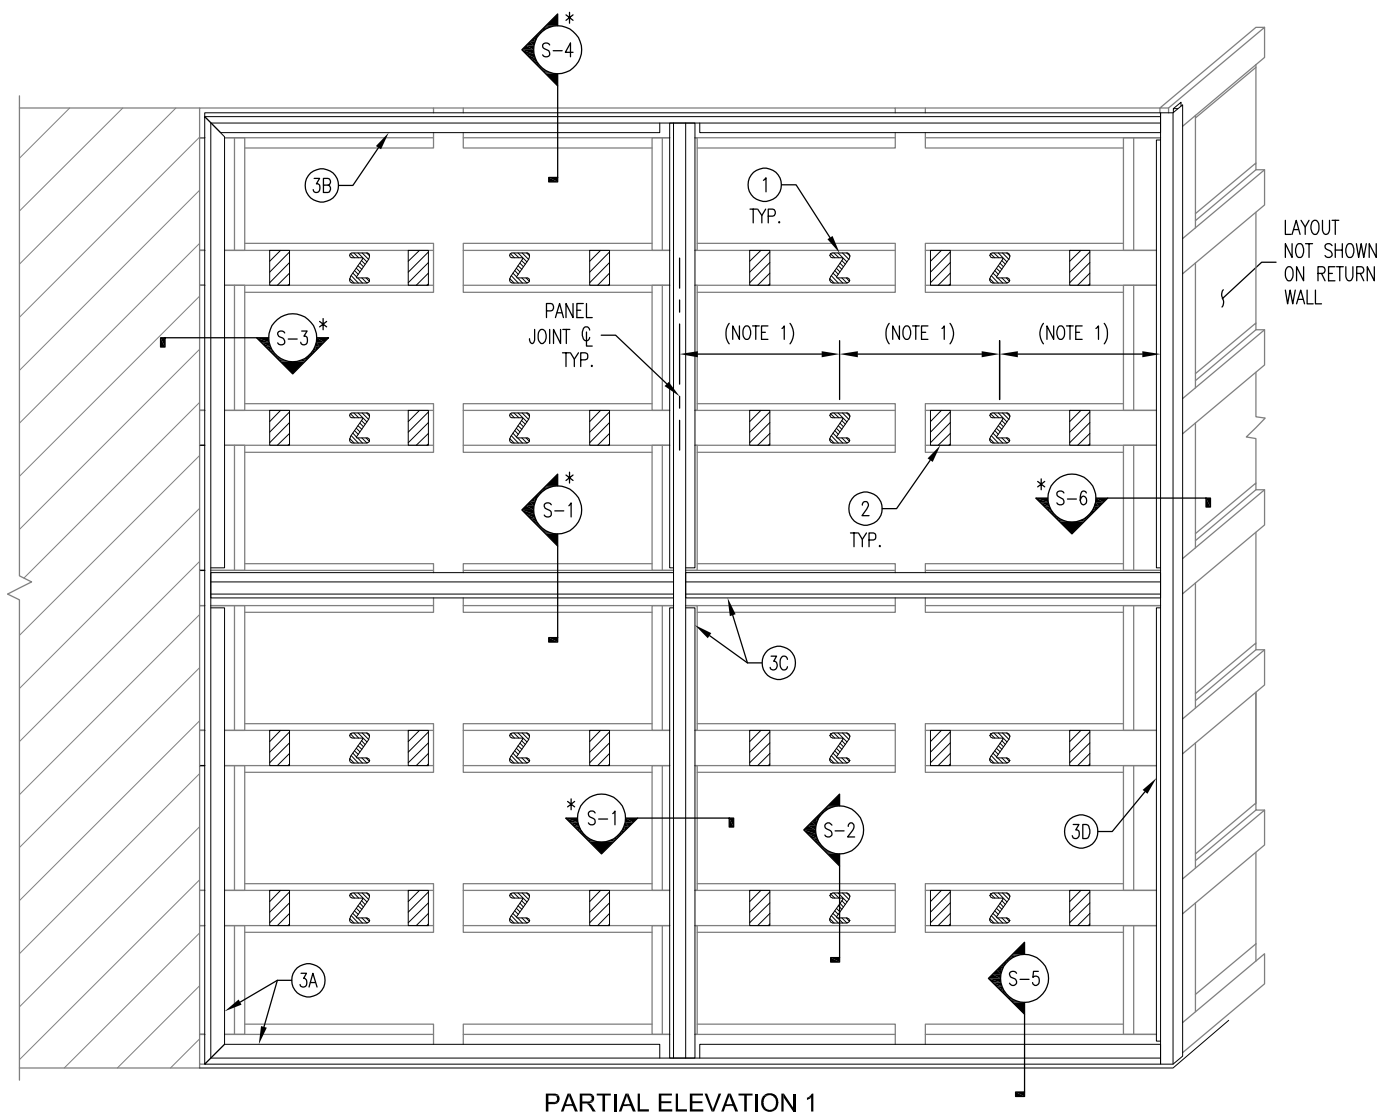 *
S-4
3B
1
TYP.
LAYOUT
NOT SHOWN
ON RETURN
WALL
PANEL
JOINT ℄
TYP.
S-3
*
(NOTE 1)
(NOTE 1)
(NOTE 1)
*
S-1
2
TYP.
*
S-6
3C
*
S-1
S-2
3D
3A
S-5
PARTIAL ELEVATION 1